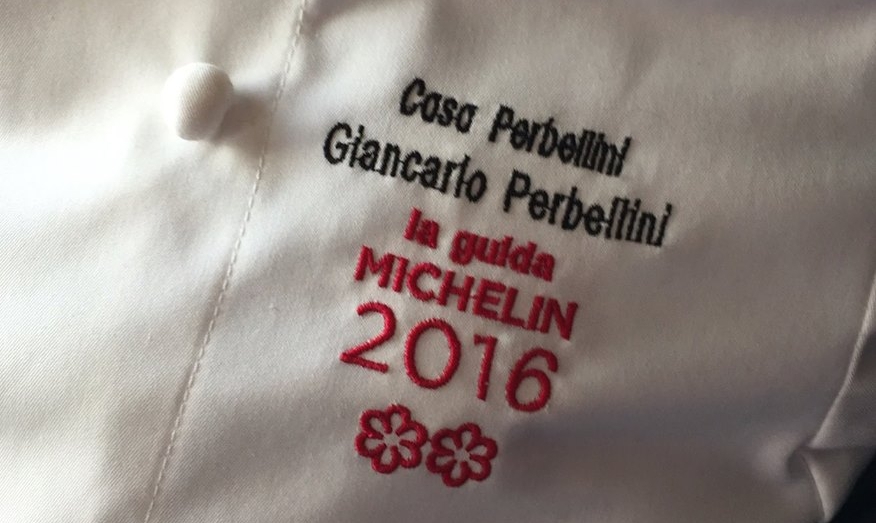 Casa Perbellini
Giancarlo Perbellini
la guida
MICHELIN
2016